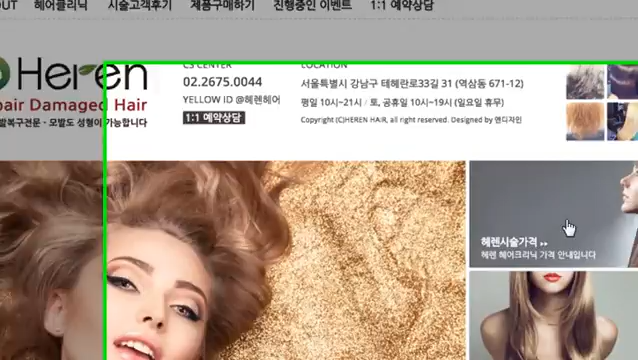 OUT 헤어클리닉 시술고객후기 제품구매하기 진행중인 이벤트 1:1 예약상담
Heren
pair Damaged Hair
발복구전문 - 모발도 성형이 가능합니다
CS CENTER
02.2675.0044
YELLOW ID @헤렌헤어
1:1 예약상담
LOCATION
서울특별시 강남구 테헤란로33길 31 (역삼동 671-12)
평일 10시~21시 / 토, 공휴일 10시~19시 (일요일 휴무)
Copyright (C)HEREN HAIR, all right reserved. Designed by 앤디자인
헤렌시술가격 ▸▸
헤렌 헤어크리닉 가격 안내입니다